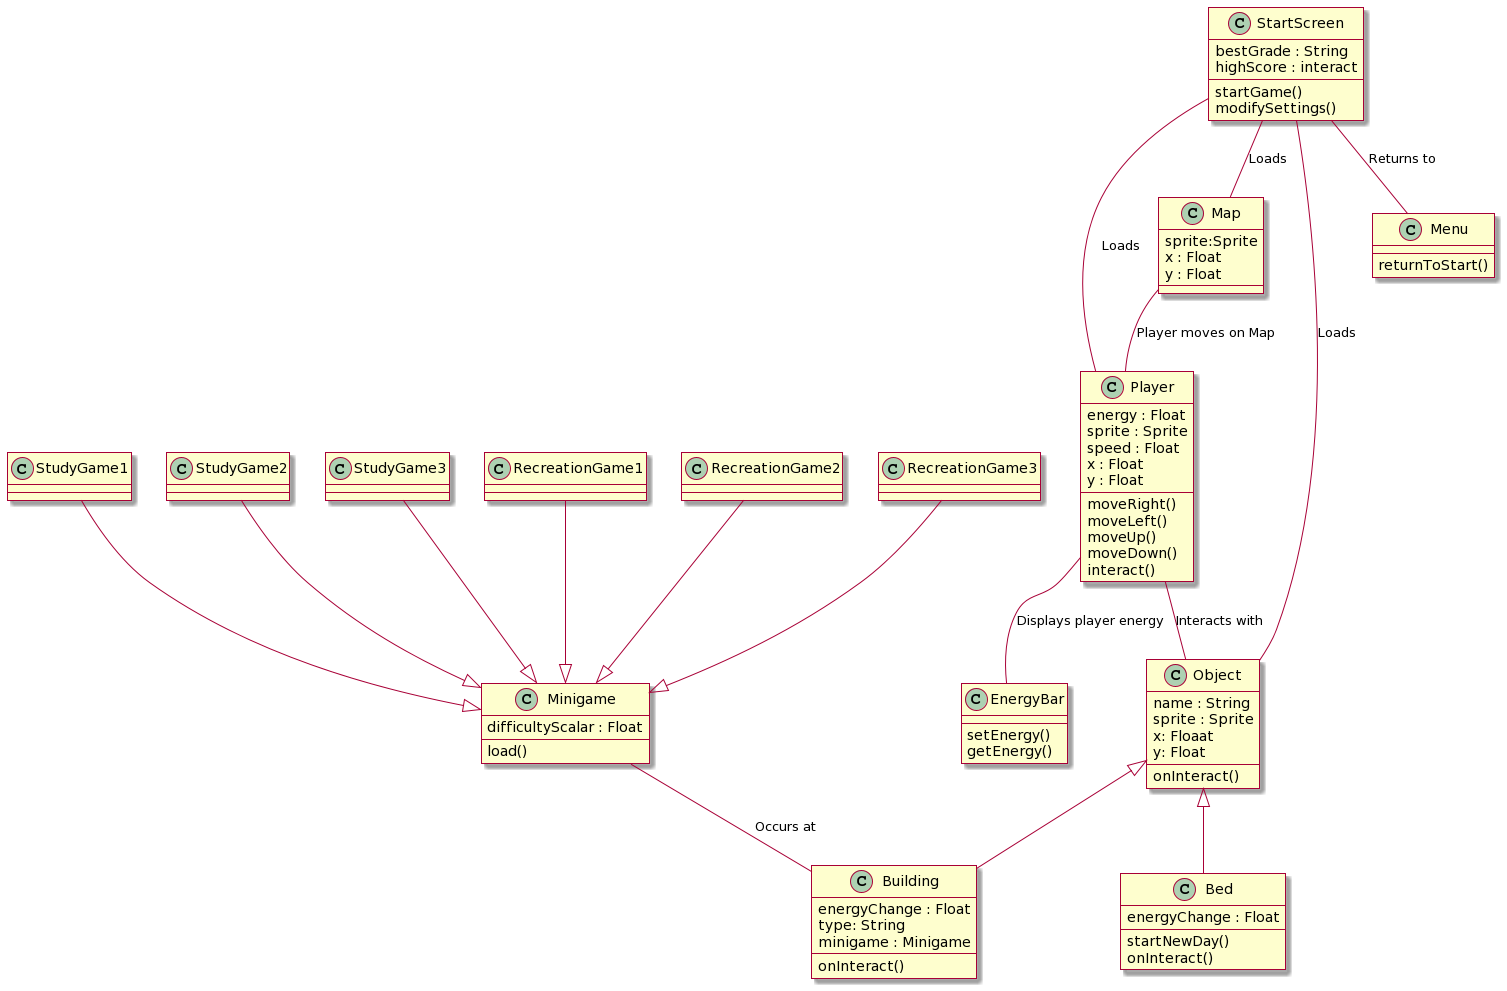 C StartScreen
bestGrade : String
highScore : interact
startGame()
modifySettings()
Loads
Returns to
C Map
sprite:Sprite
x : Float
y : Float
C Menu
returnToStart()
Loads
Player moves on Map
Loads
C Player
energy : Float
sprite : Sprite
speed : Float
x : Float
y : Float
moveRight()
moveLeft()
moveUp()
moveDown()
interact()
C StudyGame1
C StudyGame2
C StudyGame3
C RecreationGame1
C RecreationGame2
C RecreationGame3
Displays player energy
Interacts with
C Minigame
difficultyScalar : Float
load()
C EnergyBar
setEnergy()
getEnergy()
C Object
name : String
sprite : Sprite
x: Floaat
y: Float
onInteract()
Occurs at
C Building
energyChange : Float
type: String
minigame : Minigame
onInteract()
C Bed
energyChange : Float
startNewDay()
onInteract()